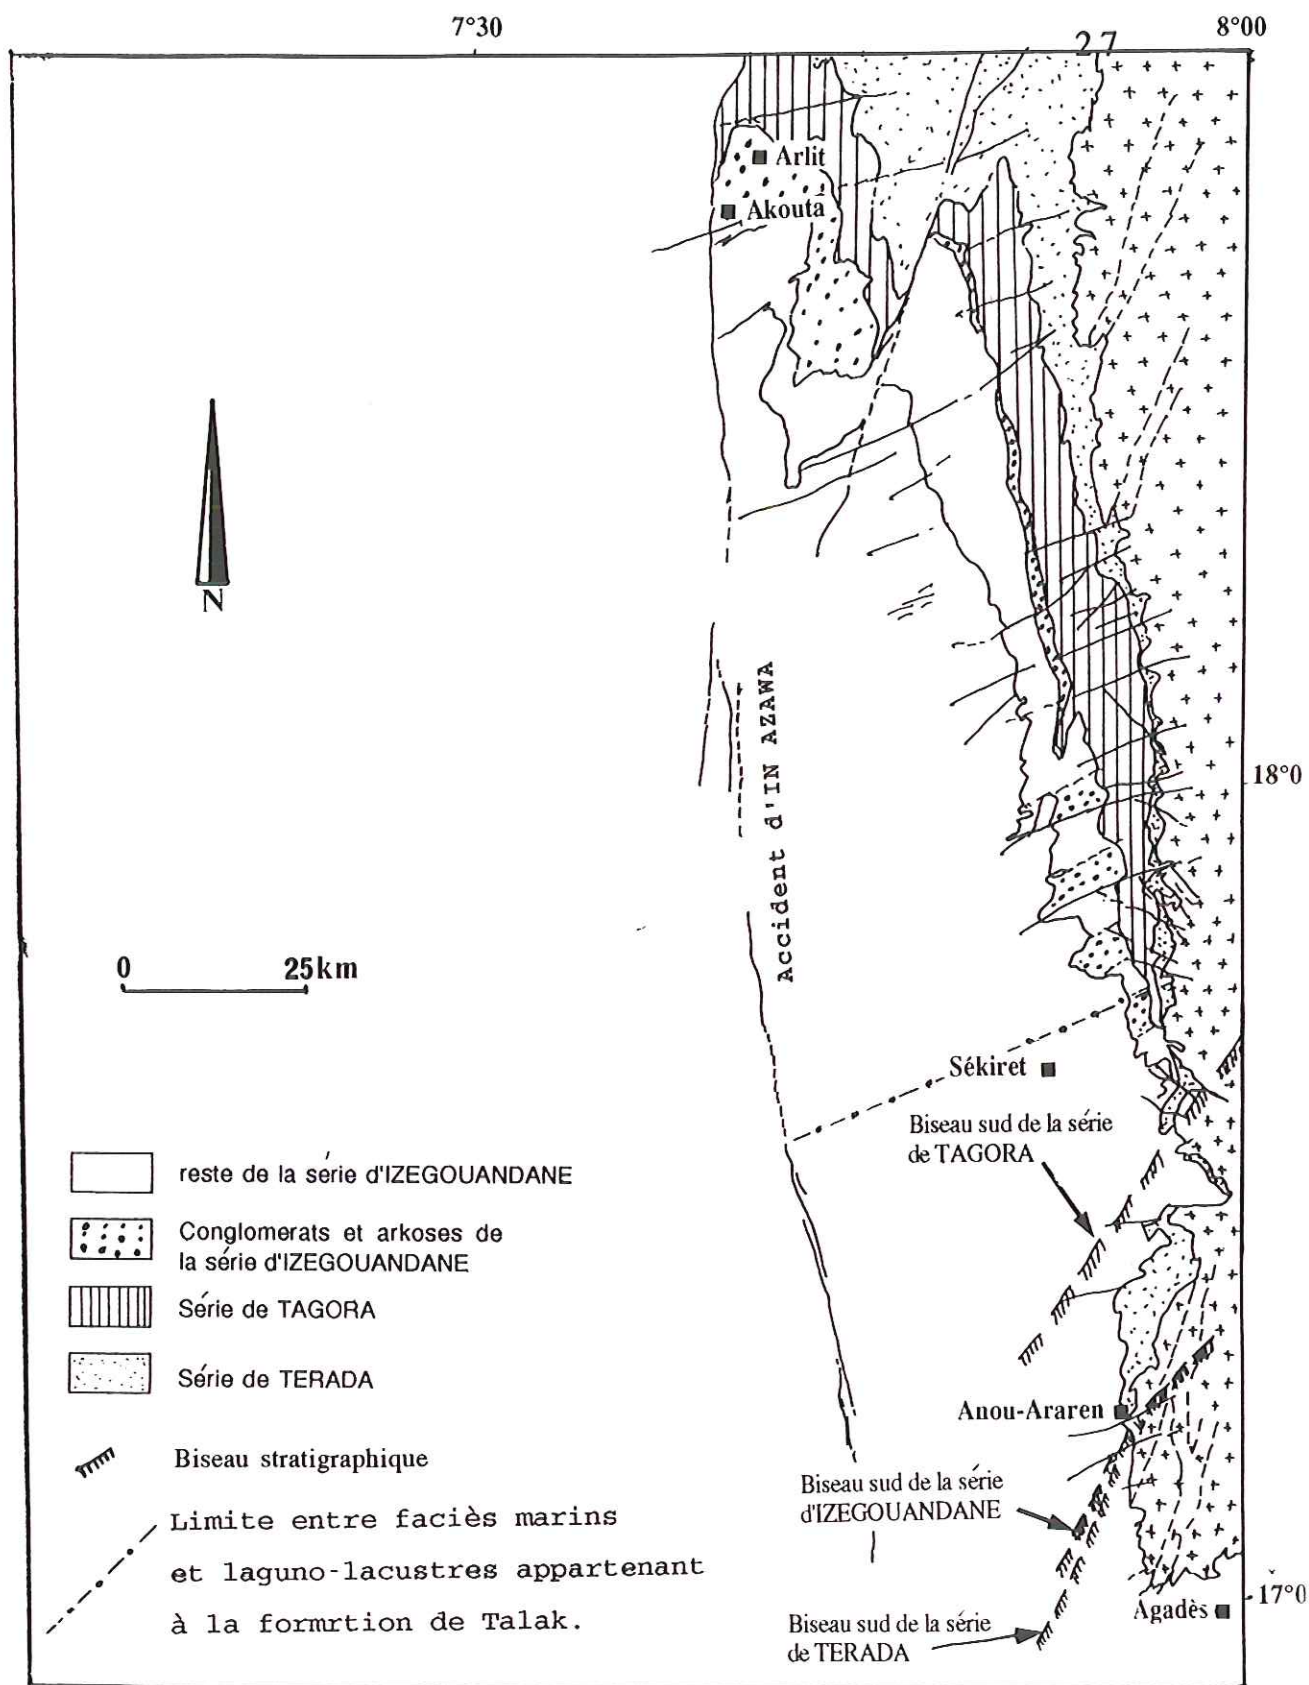 7°30
8°00
27
Arlit
Akouta
N
Accident d'IN AZAWA
18°0
0 25km
Sékiret
Biseau sud de la série
de TAGORA
reste de la série d'IZEGOUANDANE
Conglomerats et arkoses de
la série d'IZEGOUANDANE
Série de TAGORA
Série de TERADA
Anou-Araren
Biseau stratigraphique
Biseau sud de la série
d'IZEGOUANDANE
Limite entre faciès marins
et laguno-lacustres appartenant
à la formrtion de Talak.
17°0
Agadès
Biseau sud de la série
de TERADA